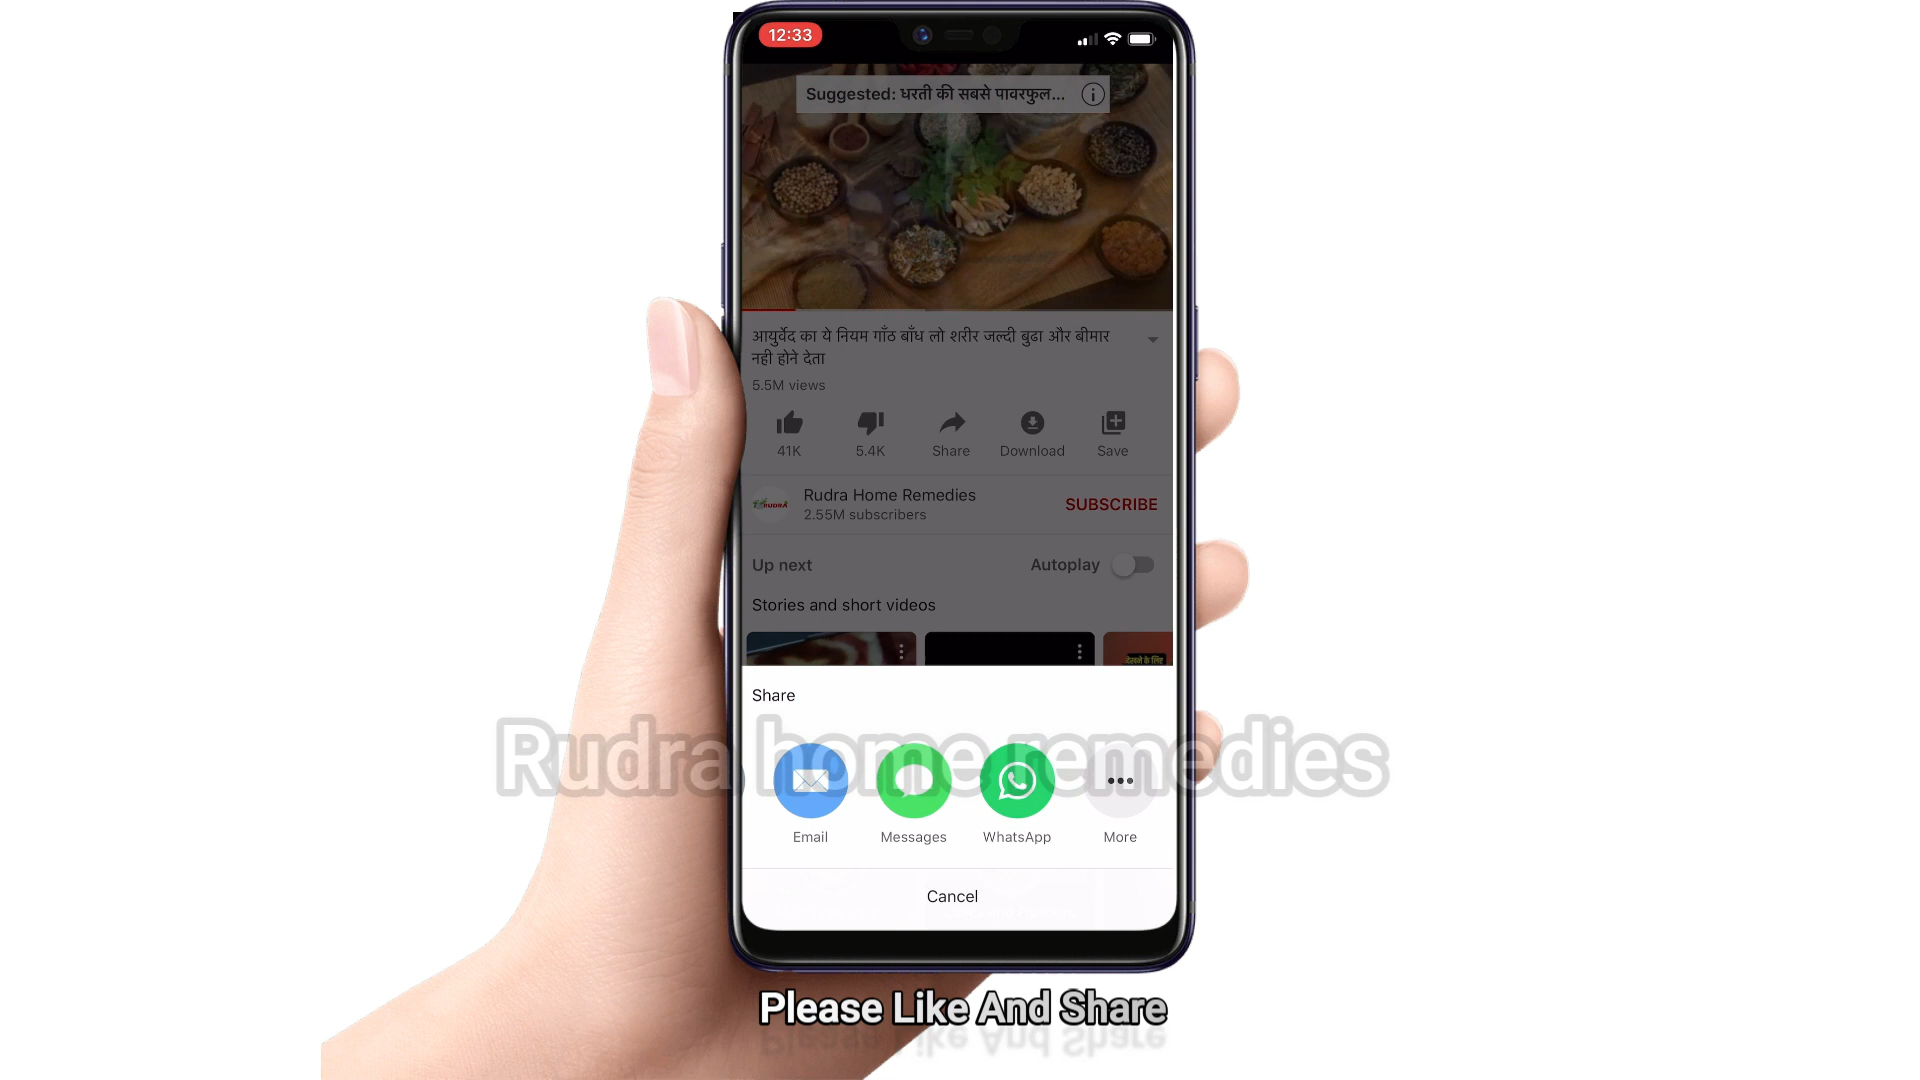 12:33
Suggested: धरती की सबसे पावरफुल...
आयुर्वेद का ये नियम गाँठ बाँध लो शरीर जल्दी बुढा और बीमार
नही होने देता
5.5M views
41K
5.4K
Share
Download
Save
RUDRA
Rudra Home Remedies
2.55M subscribers
SUBSCRIBE
Up next
Autoplay
Stories and short videos
देखने के लिए
Share
Rudra home remedies
Email
Messages
WhatsApp
More
Cancel
Please Like And Share